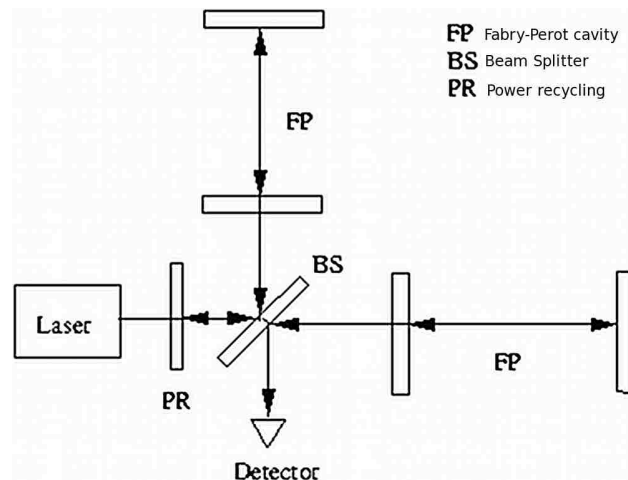 FP Fabry-Perot cavity
BS Beam Splitter
PR Power recycling
FP
BS
Laser
FP
PR
Detector